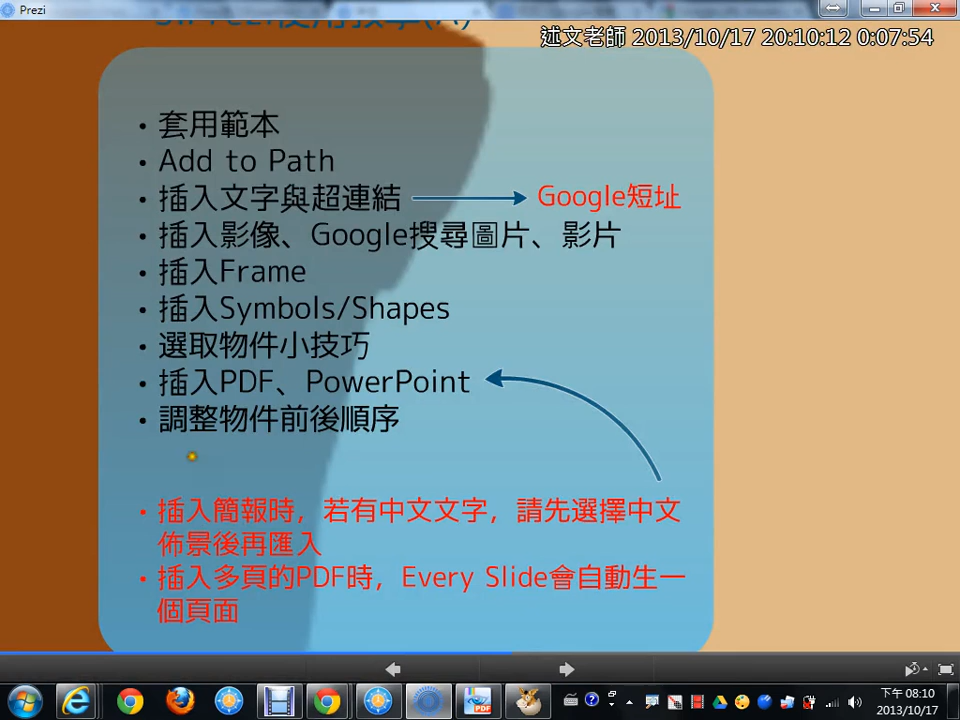 Prezi
述文老師 2013/10/17 20:10:12 0:07:54
• 套用範本
• Add to Path
• 插入文字與超連結 Google短址
• 插入影像、Google搜尋圖片、影片
• 插入Frame
• 插入Symbols/Shapes
• 選取物件小技巧
• 插入PDF、PowerPoint
• 調整物件前後順序
• 插入簡報時，若有中文文字，請先選擇中文
佈景後再匯入
• 插入多頁的PDF時，Every Slide會自動生一
個頁面
PDF
下午 08:10
2013/10/17